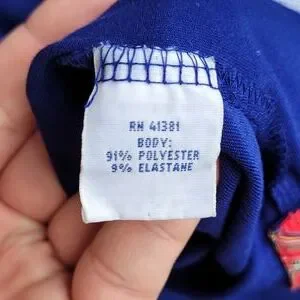 RN 41381
BODY:
91% POLYESTER
9% ELASTANE